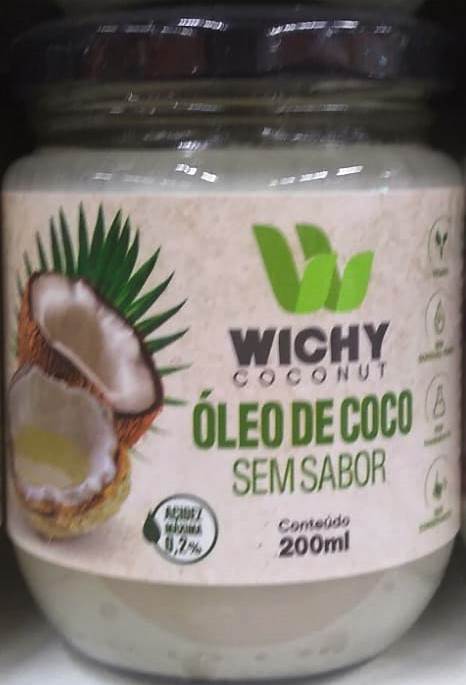 WICHY
COCONUT
ÓLEO DE COCO
SEM SABOR
ACIDEZ
MÁXIMA
0,2%
Conteúdo
200ml